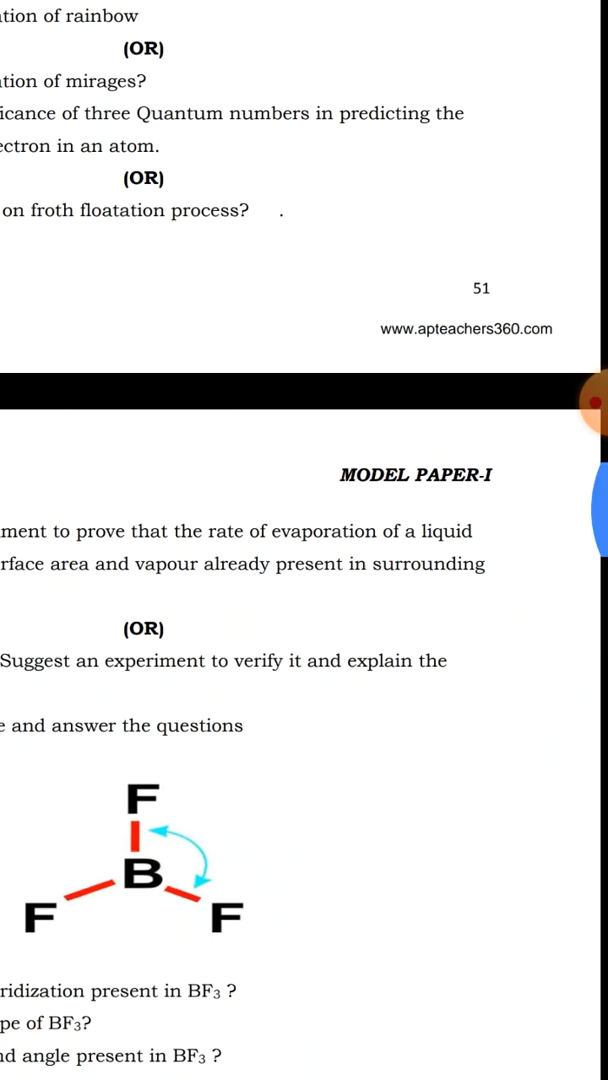 ation of rainbow
(OR)
ation of mirages?
icance of three Quantum numbers in predicting the
ectron in an atom.
(OR)
on froth floatation process? .
51
www.apteachers360.com
MODEL PAPER-I
ment to prove that the rate of evaporation of a liquid
rface area and vapour already present in surrounding
(OR)
Suggest an experiment to verify it and explain the
e and answer the questions
F
B
F F
ridization present in BF₃ ?
pe of BF₃?
nd angle present in BF₃ ?